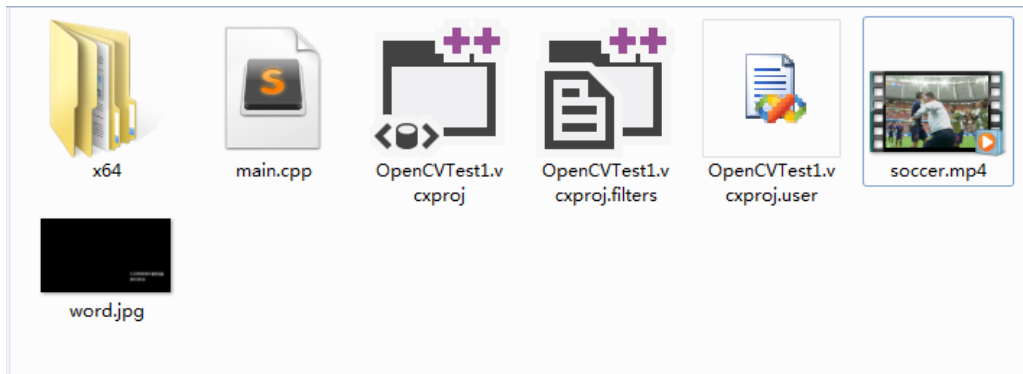 x64
main.cpp
OpenCVTest1.v
cxproj
OpenCVTest1.v
cxproj.filters
OpenCVTest1.v
cxproj.user
soccer.mp4
word.jpg